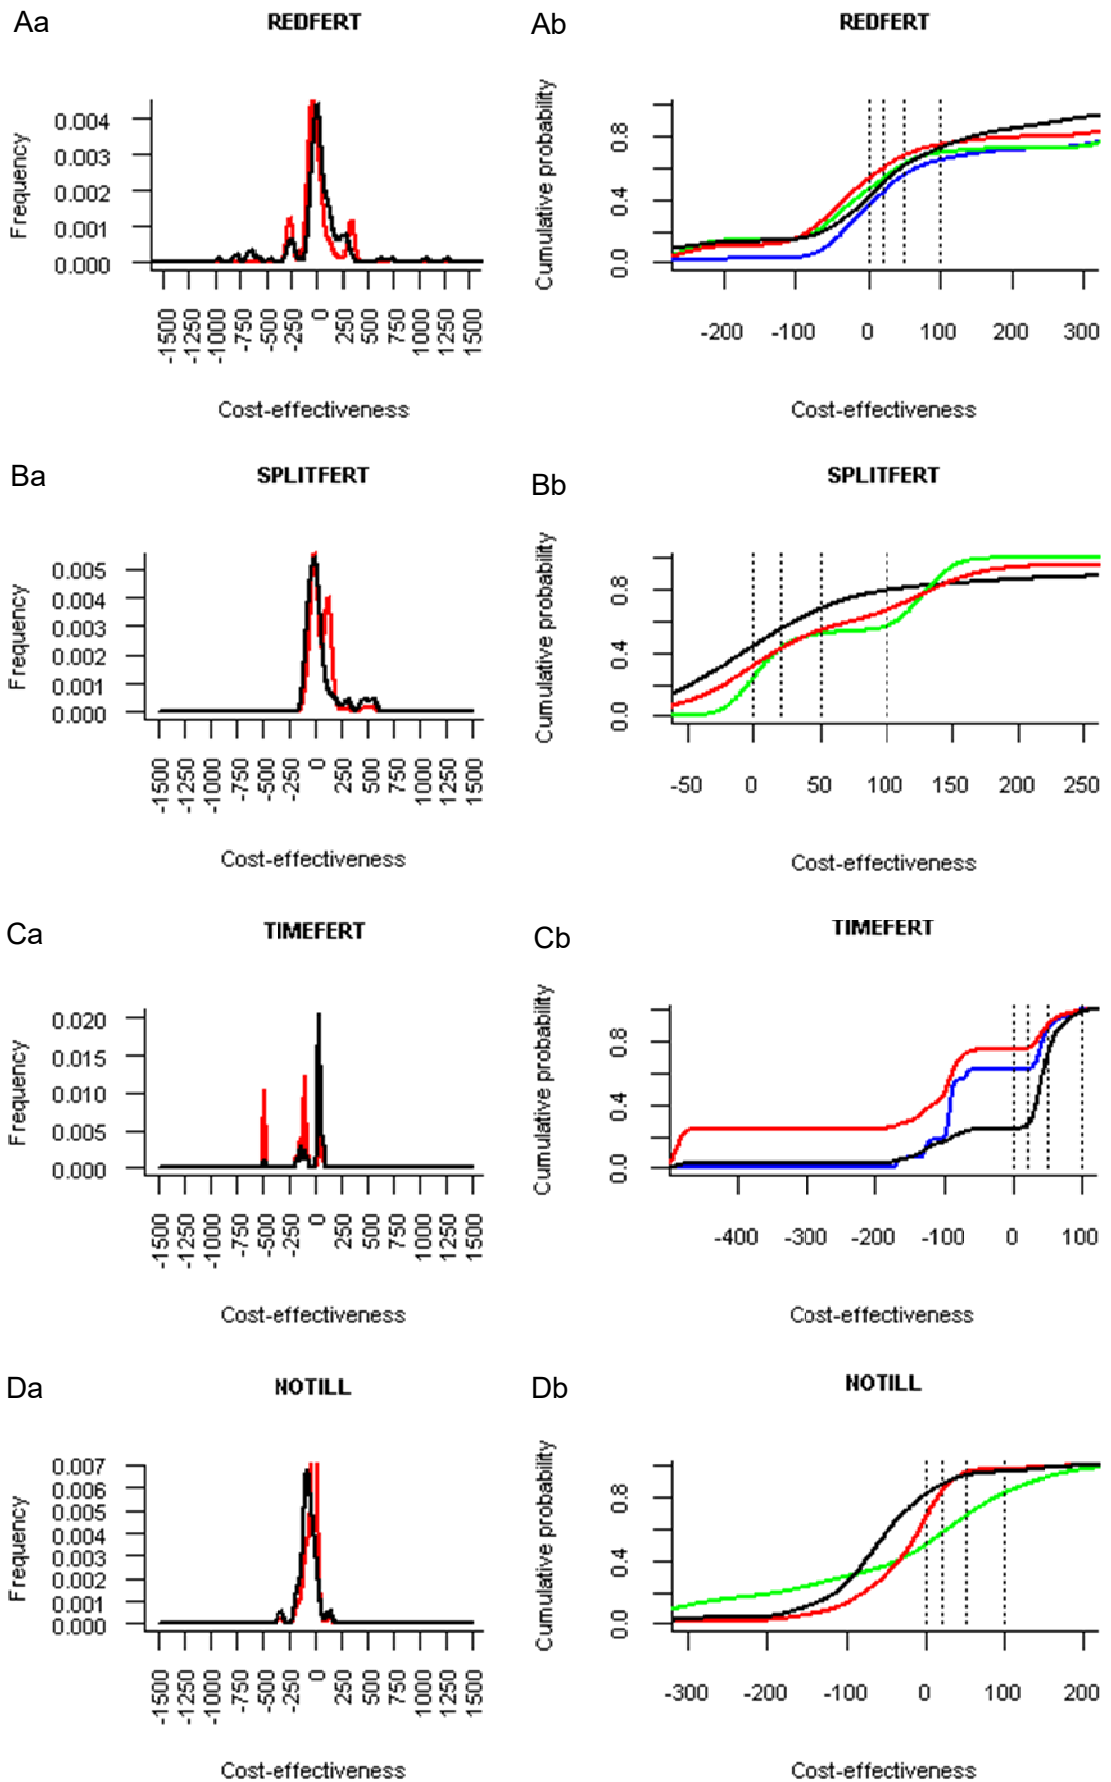 Aa
REDFERT
Frequency
0.004
0.003
0.002
0.001
0.000
-1500 -1250 -1000 -750 -500 -250 0 250 500 750 1000 1250 1500
Cost-effectiveness
Ab
REDFERT
Cumulative probability
0.8
0.4
0.0
-200 -100 0 100 200 300
Cost-effectiveness
Ba
SPLITFERT
Frequency
0.005
0.004
0.003
0.002
0.001
0.000
-1500 -1250 -1000 -750 -500 -250 0 250 500 750 1000 1250 1500
Cost-effectiveness
Bb
SPLITFERT
Cumulative probability
0.8
0.4
0.0
-50 0 50 100 150 200 250
Cost-effectiveness
Ca
TIMEFERT
Frequency
0.020
0.015
0.010
0.005
0.000
-1500 -1250 -1000 -750 -500 -250 0 250 500 750 1000 1250 1500
Cost-effectiveness
Cb
TIMEFERT
Cumulative probability
0.8
0.4
0.0
-400 -300 -200 -100 0 100
Cost-effectiveness
Da
NOTILL
Frequency
0.007
0.006
0.005
0.004
0.003
0.002
0.001
0.000
-1500 -1250 -1000 -750 -500 -250 0 250 500 750 1000 1250 1500
Cost-effectiveness
Db
NOTILL
Cumulative probability
0.8
0.4
0.0
-300 -200 -100 0 100 200
Cost-effectiveness